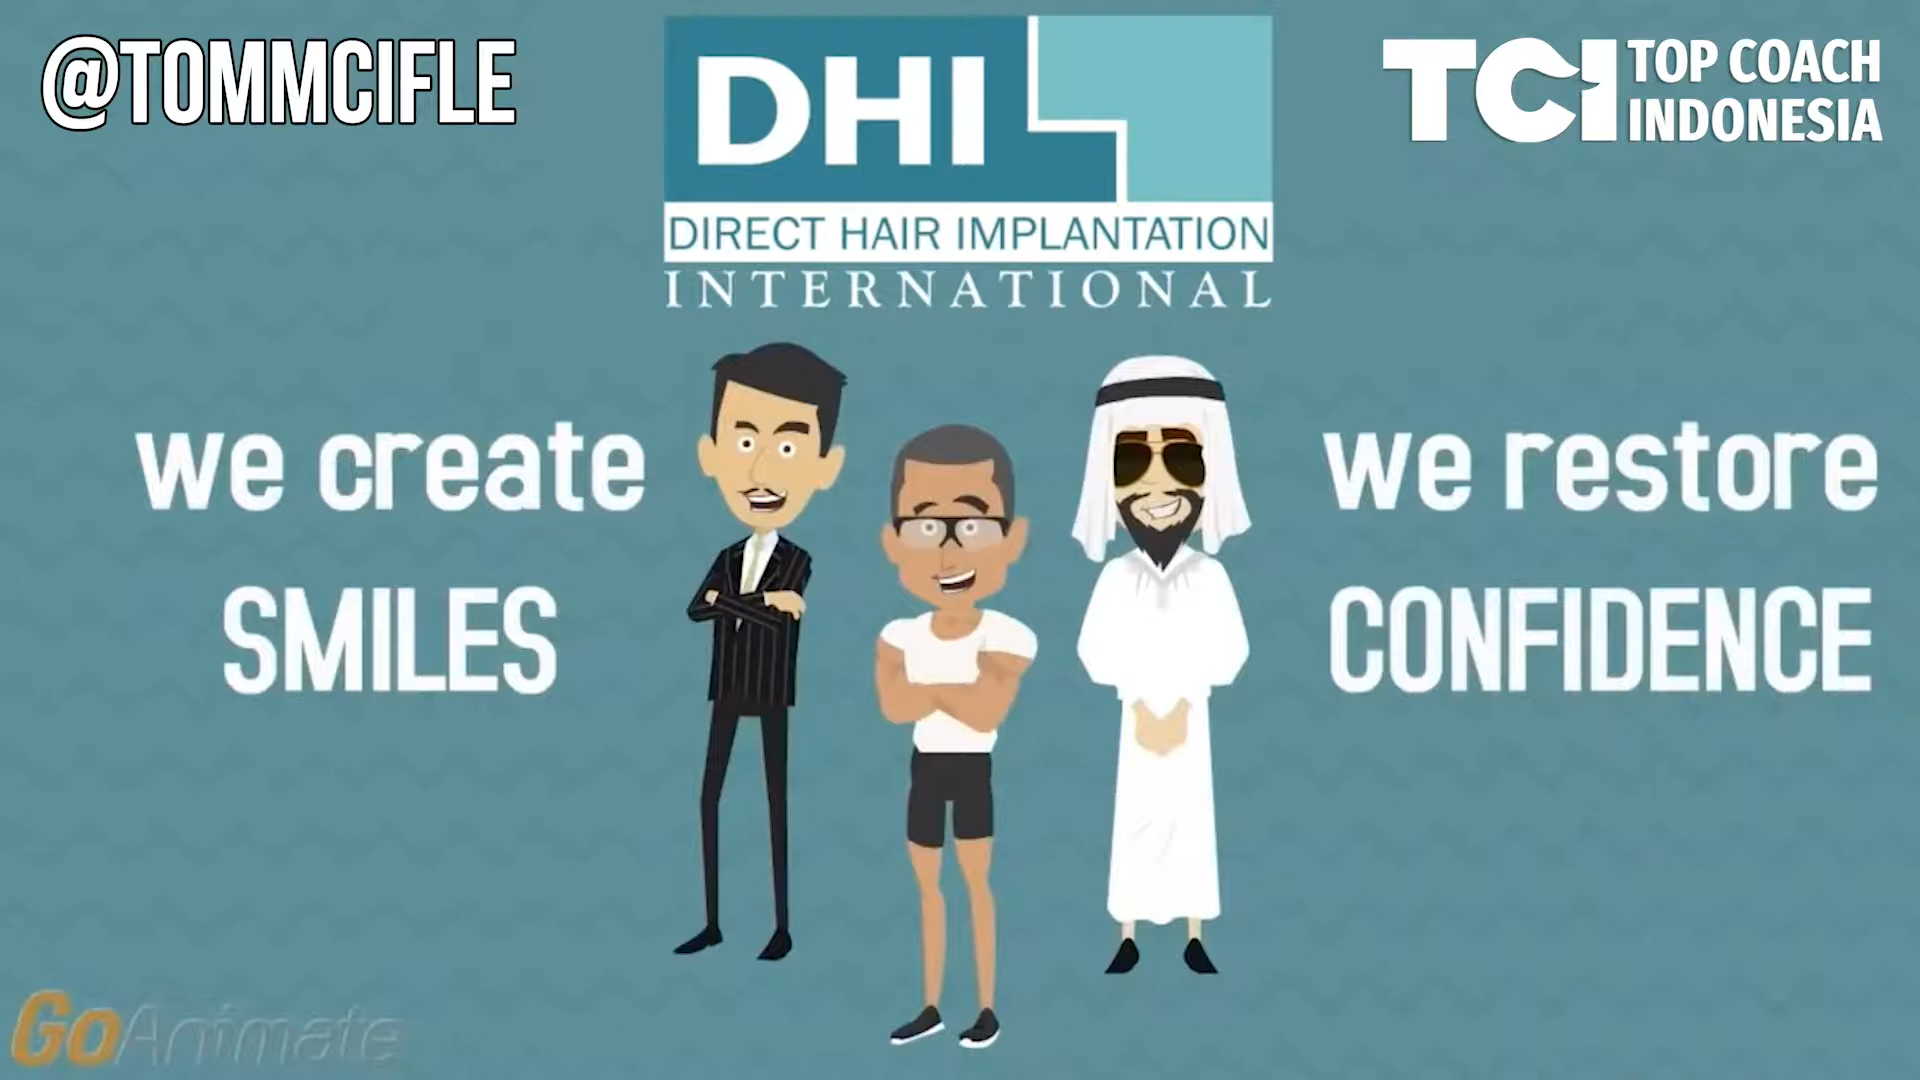 @TOMMCIFLE
DHI
DIRECT HAIR IMPLANTATION
INTERNATIONAL
TCI TOP COACH
INDONESIA
we create
SMILES
we restore
CONFIDENCE
GoAnimate